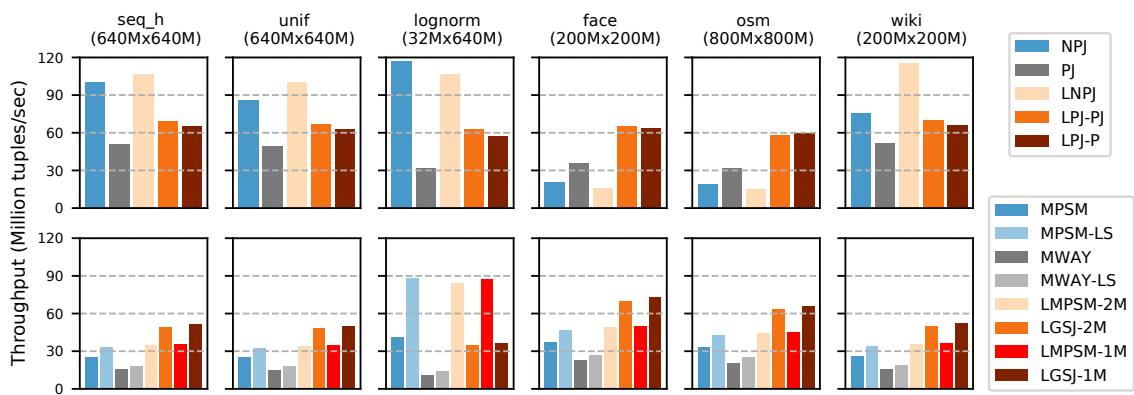 seq_h
(640Mx640M)
unif
(640Mx640M)
lognorm
(32Mx640M)
face
(200Mx200M)
osm
(800Mx800M)
wiki
(200Mx200M)
Throughput (Million tuples/sec)
120
90
60
30
0
120
90
60
30
0
NPJ
PJ
LNPJ
LPJ-PJ
LPJ-P
MPSM
MPSM-LS
MWAY
MWAY-LS
LMPSM-2M
LGSJ-2M
LMPSM-1M
LGSJ-1M